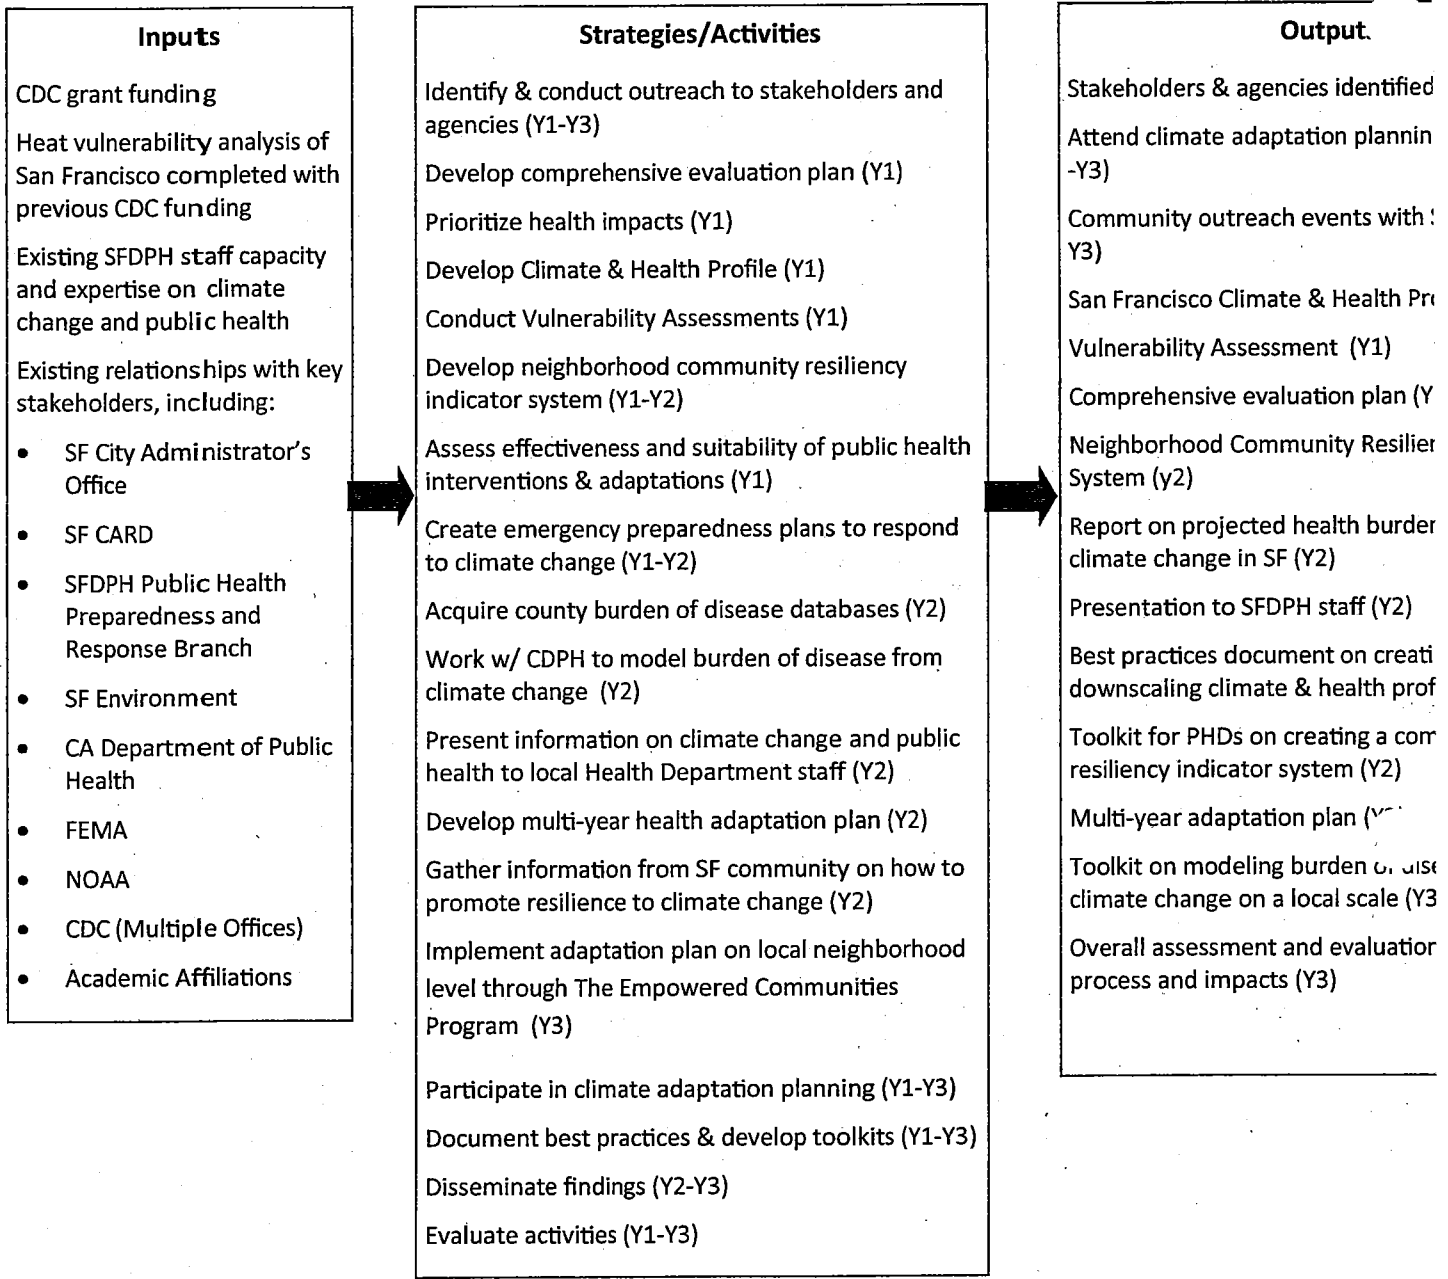 Inputs
CDC grant funding
Heat vulnerability analysis of
San Francisco completed with
previous CDC funding
Existing SFDPH staff capacity
and expertise on climate
change and public health
Existing relationships with key
stakeholders, including:
• SF City Administrator's
Office
• SF CARD
• SFDPH Public Health
Preparedness and
Response Branch
• SF Environment
• CA Department of Public
Health
• FEMA
• NOAA
• CDC (Multiple Offices)
• Academic Affiliations
Strategies/Activities
Identify & conduct outreach to stakeholders and
agencies (Y1-Y3)
Develop comprehensive evaluation plan (Y1)
Prioritize health impacts (Y1)
Develop Climate & Health Profile (Y1)
Conduct Vulnerability Assessments (Y1)
Develop neighborhood community resiliency
indicator system (Y1-Y2)
Assess effectiveness and suitability of public health
interventions & adaptations (Y1)
Create emergency preparedness plans to respond
to climate change (Y1-Y2)
Acquire county burden of disease databases (Y2)
Work w/ CDPH to model burden of disease from
climate change (Y2)
Present information on climate change and public
health to local Health Department staff (Y2)
Develop multi-year health adaptation plan (Y2)
Gather information from SF community on how to
promote resilience to climate change (Y2)
Implement adaptation plan on local neighborhood
level through The Empowered Communities
Program (Y3)
Participate in climate adaptation planning (Y1-Y3)
Document best practices & develop toolkits (Y1-Y3)
Disseminate findings (Y2-Y3)
Evaluate activities (Y1-Y3)
Output
Stakeholders & agencies identified
Attend climate adaptation plannin
-Y3)
Community outreach events with
Y3)
San Francisco Climate & Health Pr
Vulnerability Assessment (Y1)
Comprehensive evaluation plan (Y
Neighborhood Community Resilien
System (y2)
Report on projected health burden
climate change in SF (Y2)
Presentation to SFDPH staff (Y2)
Best practices document on creati
downscaling climate & health prof
Toolkit for PHDs on creating a com
resiliency indicator system (Y2)
Multi-year adaptation plan (
Toolkit on modeling burden
climate change on a local scale (Y3
Overall assessment and evaluation
process and impacts (Y3)